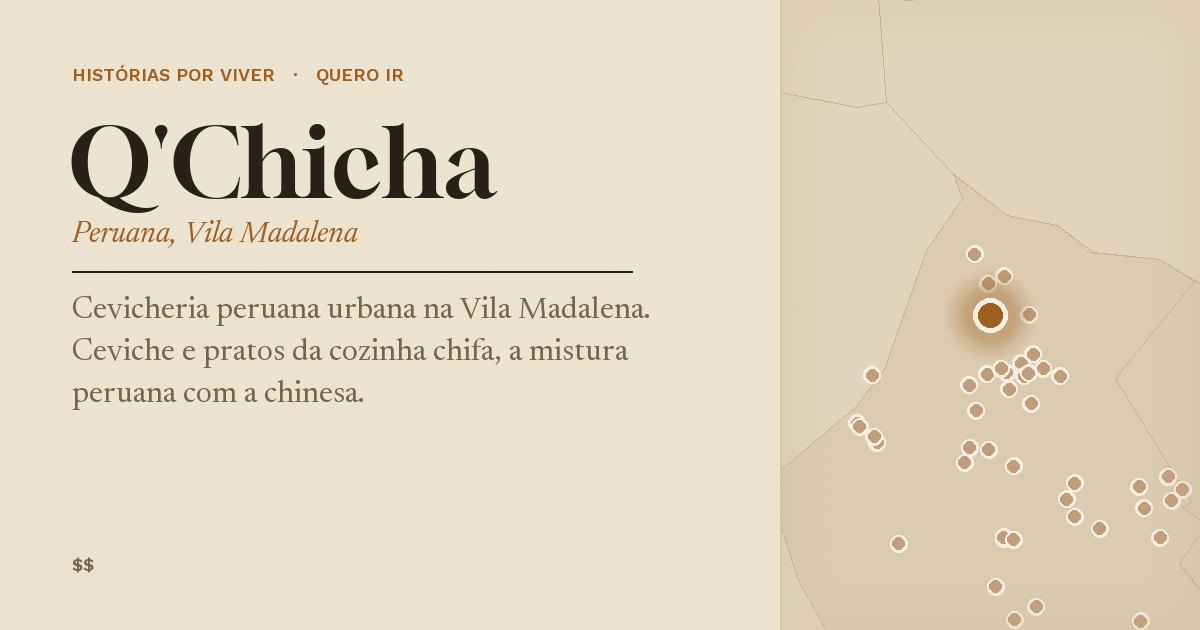 HISTÓRIAS POR VIVER · QUERO IR
Q'Chicha
Peruana, Vila Madalena
Cevicheria peruana urbana na Vila Madalena.
Ceviche e pratos da cozinha chifa, a mistura
peruana com a chinesa.
$$